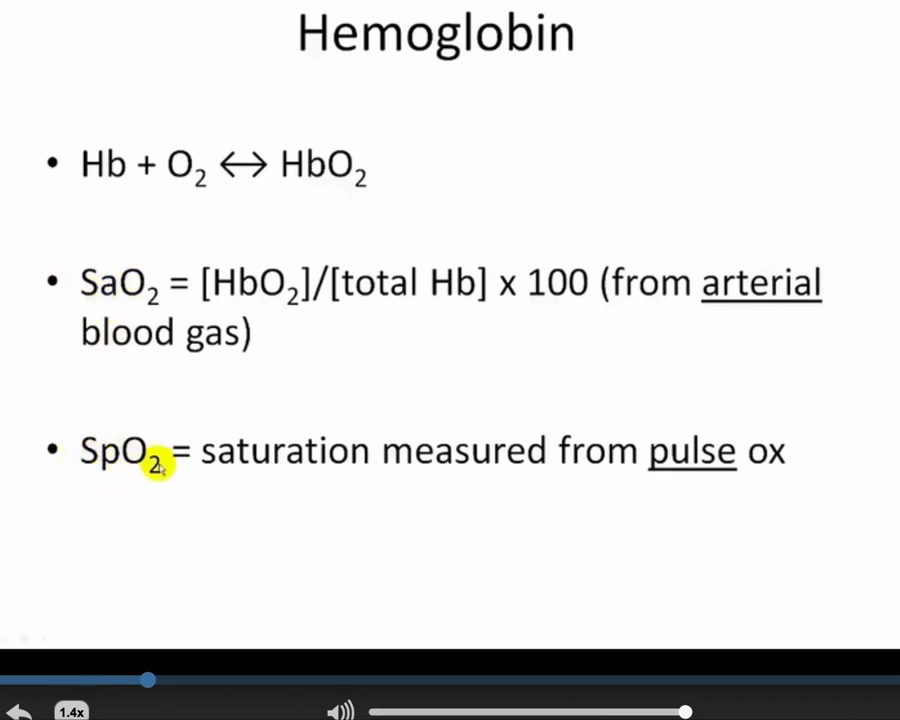 Hemoglobin
• Hb + O₂ ↔ HbO₂
• SaO₂ = [HbO₂]/[total Hb] x 100 (from arterial
blood gas)
• SpO₂ = saturation measured from pulse ox
1.4x